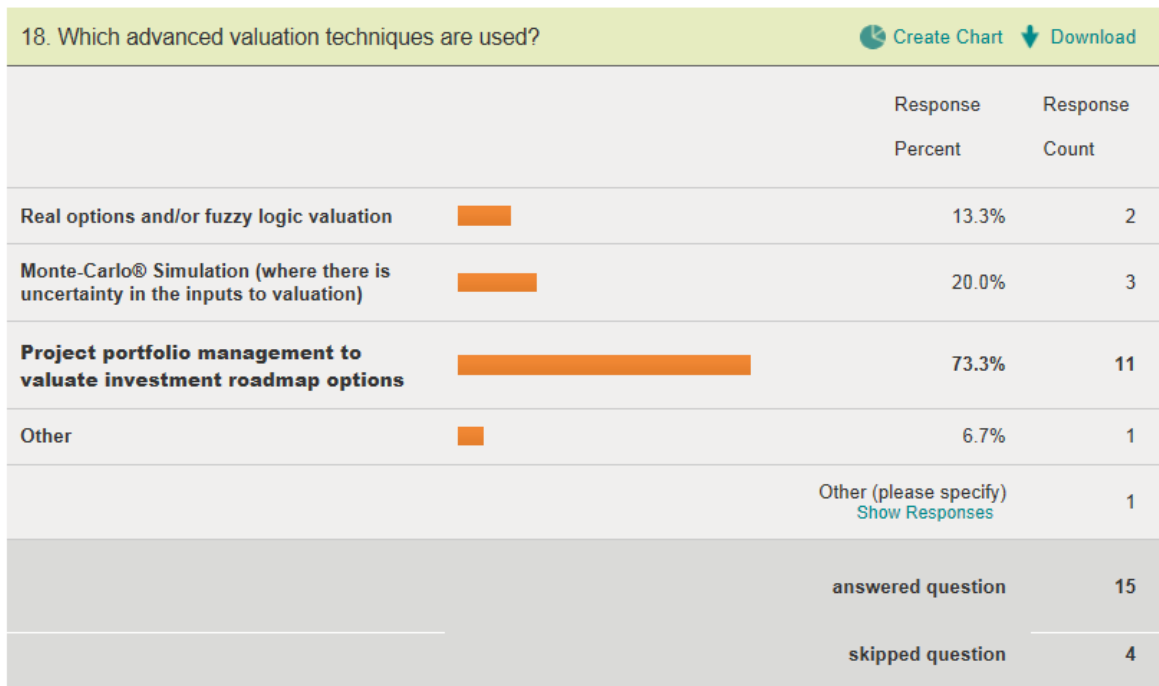 18. Which advanced valuation techniques are used? Create Chart Download
Response Response
Percent Count
Real options and/or fuzzy logic valuation 13.3% 2
Monte-Carlo® Simulation (where there is
uncertainty in the inputs to valuation) 20.0% 3
Project portfolio management to
valuate investment roadmap options 73.3% 11
Other 6.7% 1
Other (please specify)
Show Responses 1
answered question 15
skipped question 4